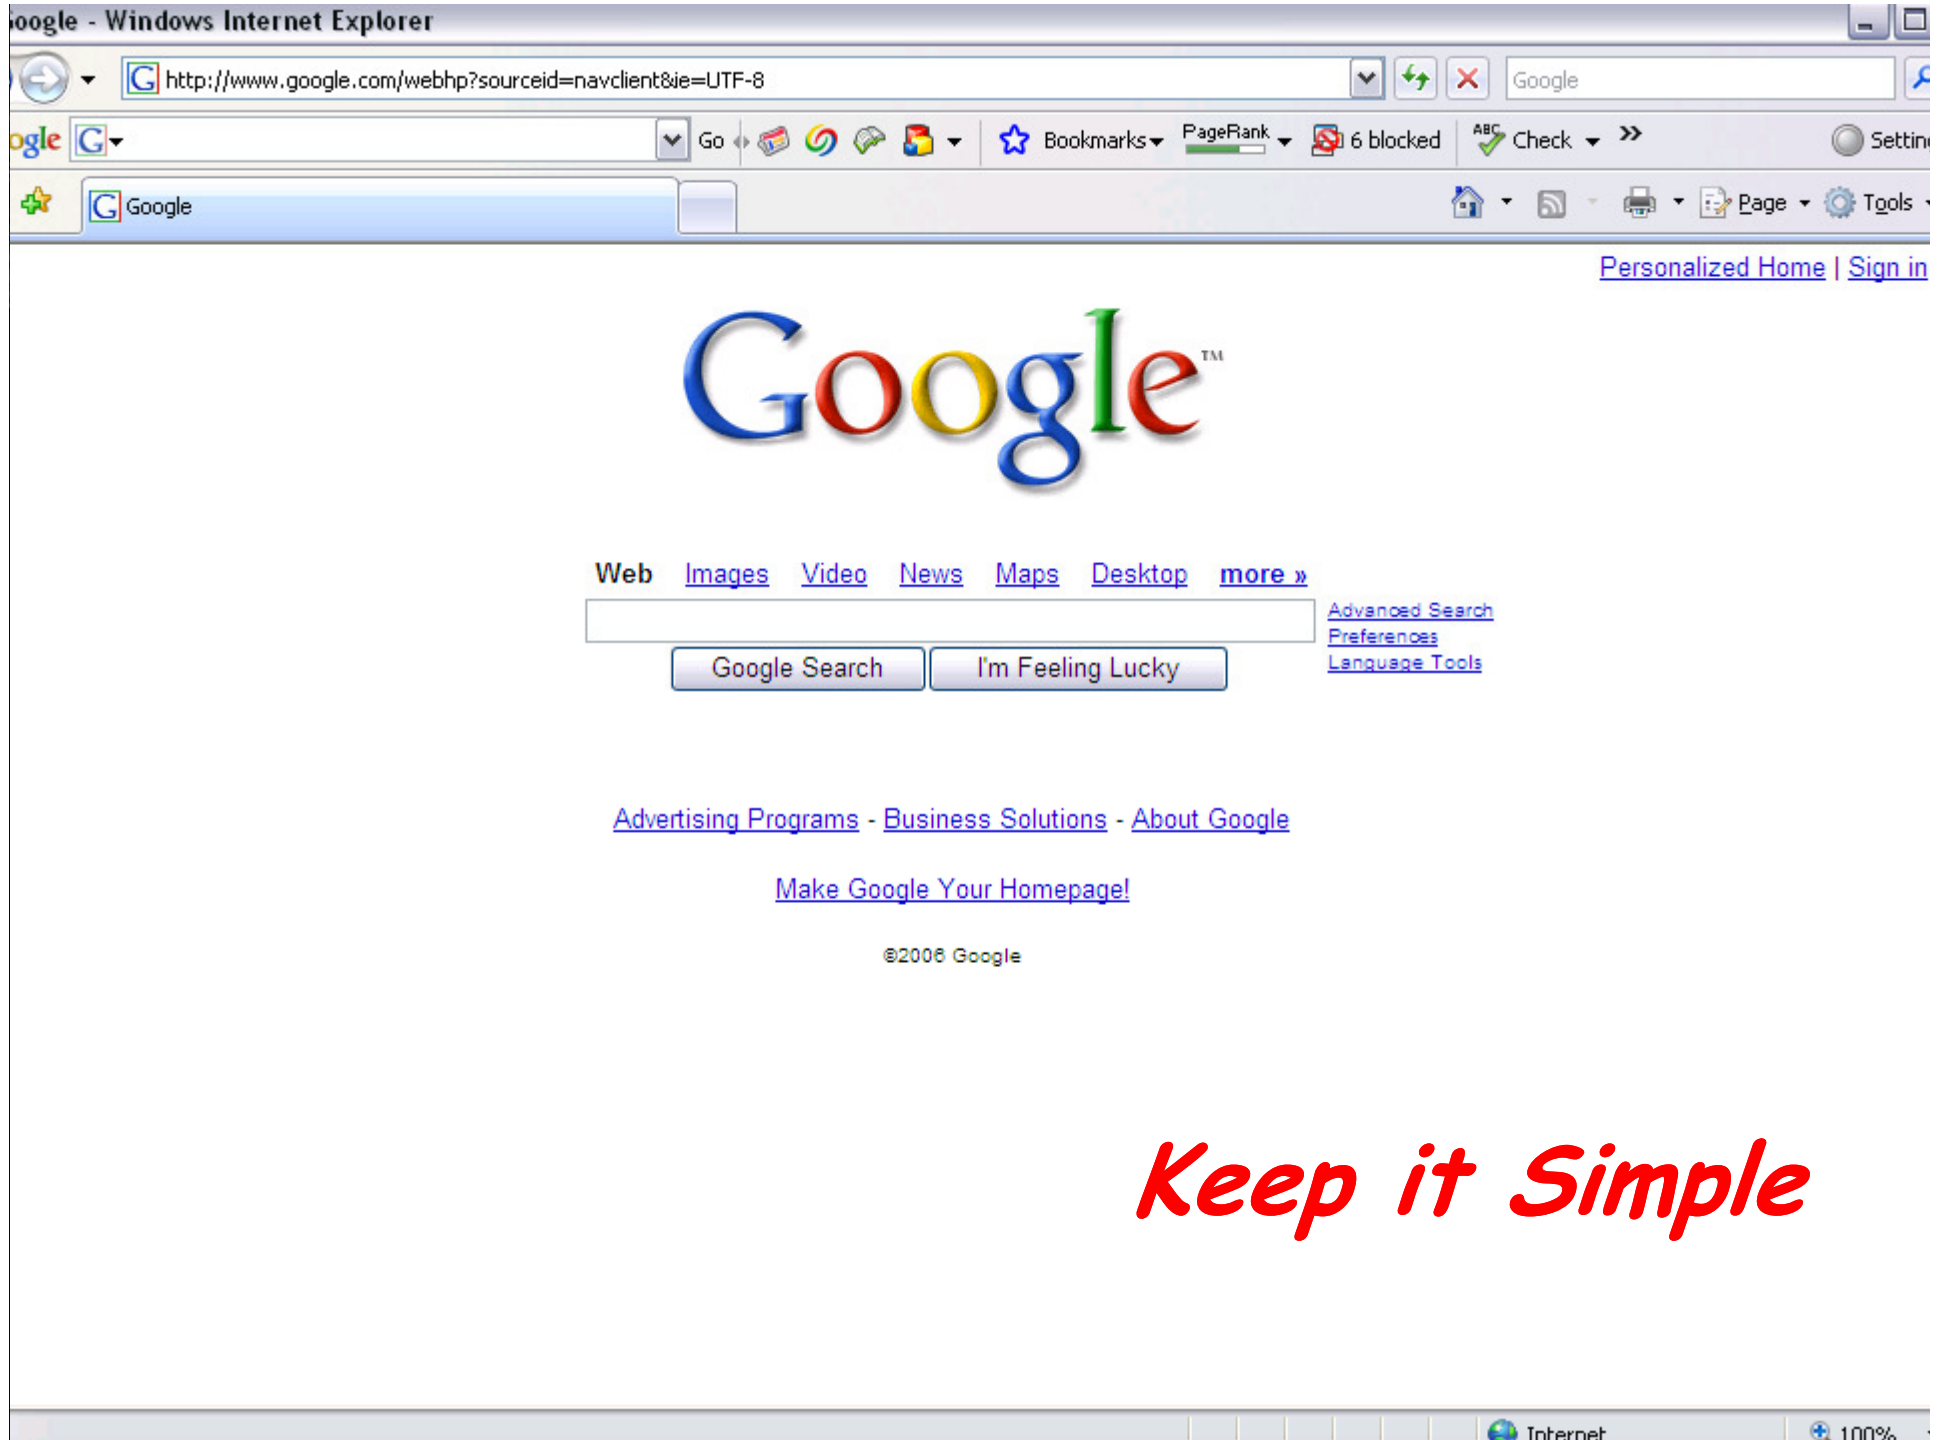 oogle - Windows Internet Explorer
http://www.google.com/webhp?sourceid=navclient&ie=UTF-8
Google
ogle
Go
Bookmarks
PageRank
6 blocked
ABC
Check
Settin
Google
Page
Tools
Personalized Home | Sign in
Google™
Web Images Video News Maps Desktop more »
Advanced Search
Preferences
Language Tools
Google Search
I'm Feeling Lucky
Advertising Programs - Business Solutions - About Google
Make Google Your Homepage!
©2006 Google
Keep it Simple
Internet
100%